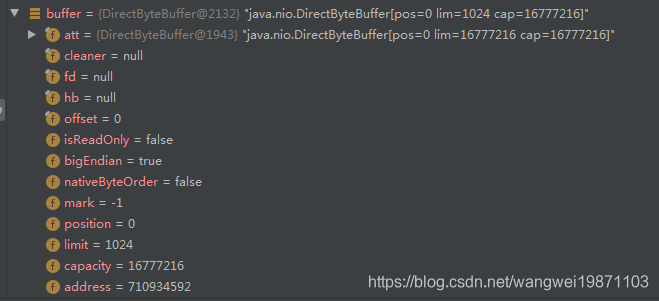 buffer = {DirectByteBuffer@2132} "java.nio.DirectByteBuffer[pos=0 lim=1024 cap=16777216]"
att = {DirectByteBuffer@1943} "java.nio.DirectByteBuffer[pos=0 lim=16777216 cap=16777216]"
cleaner = null
fd = null
hb = null
offset = 0
isReadOnly = false
bigEndian = true
nativeByteOrder = false
mark = -1
position = 0
limit = 1024
capacity = 16777216
address = 710934592
https://blog.csdn.net/wangwei19871103